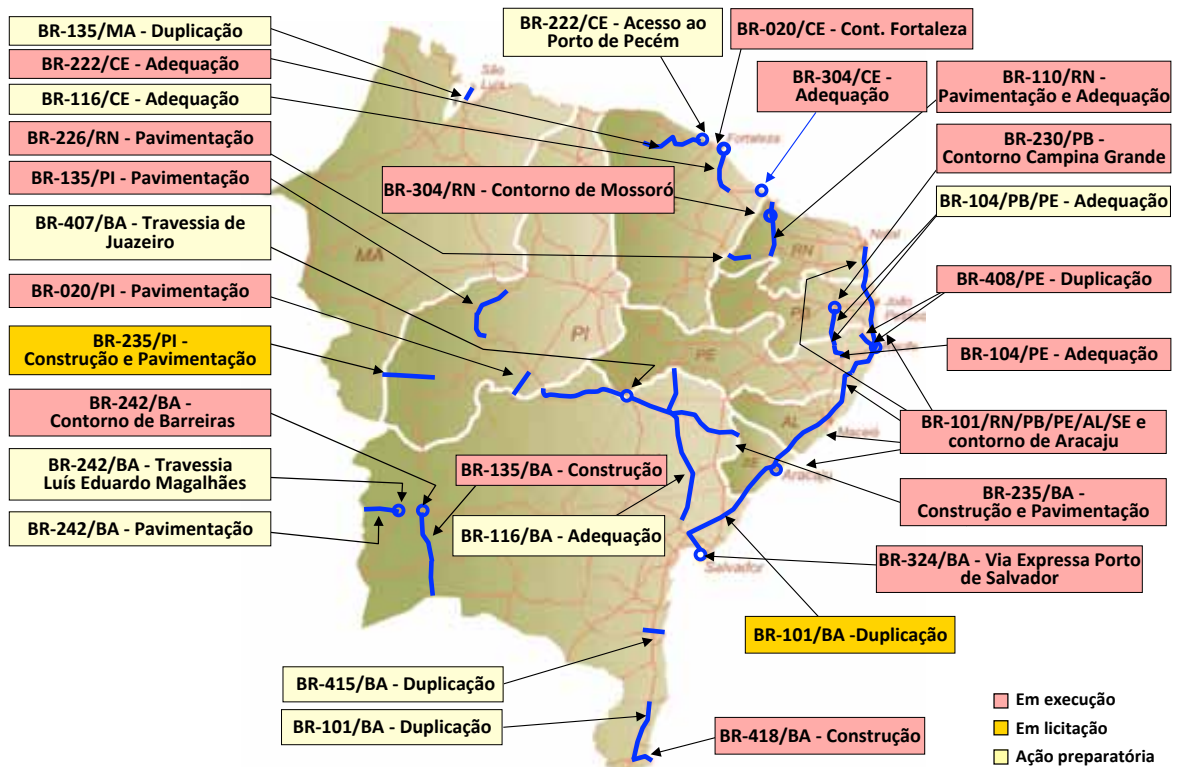 BR-135/MA - Duplicação
BR-222/CE - Adequação
BR-116/CE - Adequação
BR-226/RN - Pavimentação
BR-135/PI - Pavimentação
BR-407/BA - Travessia de
Juazeiro
BR-020/PI - Pavimentação
BR-235/PI -
Construção e Pavimentação
BR-242/BA -
Contorno de Barreiras
BR-242/BA - Travessia
Luís Eduardo Magalhães
BR-242/BA - Pavimentação
BR-222/CE - Acesso ao
Porto de Pecém
BR-020/CE - Cont. Fortaleza
BR-304/CE -
Adequação
BR-110/RN -
Pavimentação e Adequação
BR-230/PB -
Contorno Campina Grande
BR-104/PB/PE - Adequação
BR-408/PE - Duplicação
BR-104/PE - Adequação
BR-101/RN/PB/PE/AL/SE e
contorno de Aracaju
BR-235/BA -
Construção e Pavimentação
BR-324/BA - Via Expressa Porto
de Salvador
BR-101/BA -Duplicação
BR-304/RN - Contorno de Mossoró
BR-135/BA - Construção
BR-116/BA - Adequação
BR-415/BA - Duplicação
BR-101/BA - Duplicação
BR-418/BA - Construção
São
Luís
Fortaleza
MA
PI
RN
Natal
PB
João
PE
AL
Maceió
SE
Aracaju
Salvador
Em execução
Em licitação
Ação preparatória